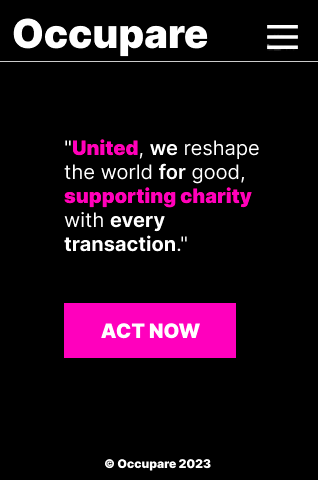 Occupare
"United, we reshape
the world for good,
supporting charity
with every
transaction."
ACT NOW
© Occupare 2023